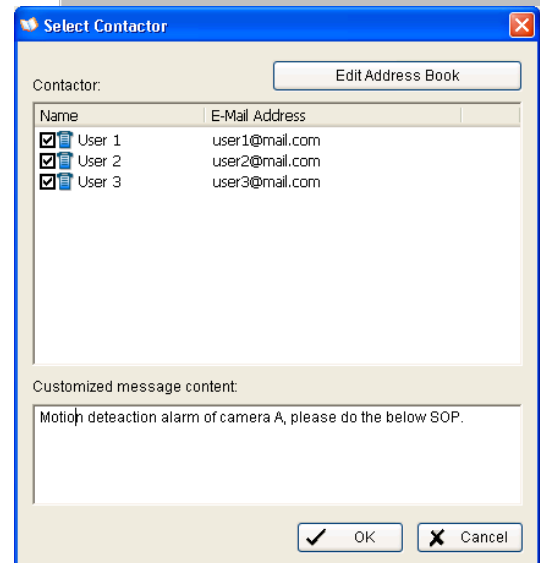 Select Contactor
Edit Address Book
Contactor:
Name E-Mail Address
User 1 user1@mail.com
User 2 user2@mail.com
User 3 user3@mail.com
Customized message content:
Motion deteaction alarm of camera A, please do the below SOP.
OK Cancel